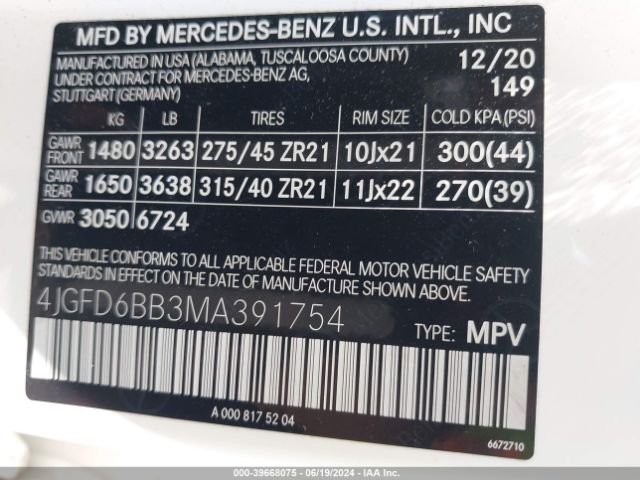 MFD BY MERCEDES-BENZ U.S. INTL., INC
MANUFACTURED IN USA (ALABAMA, TUSCALOOSA COUNTY) 12/20
UNDER CONTRACT FOR MERCEDES-BENZ AG, 149
STUTTGART (GERMANY)
KG LB TIRES RIM SIZE COLD KPA (PSI)
GAWR FRONT 1480 3263 275/45 ZR21 10Jx21 300(44)
GAWR REAR 1650 3638 315/40 ZR21 11Jx22 270(39)
GVWR 3050 6724
THIS VEHICLE CONFORMS TO ALL APPLICABLE FEDERAL MOTOR VEHICLE SAFETY
STANDARDS IN EFFECT ON THE DATE OF MANUFACTURE SHOWN ABOVE.
4JGFD6BB3MA391754 TYPE: MPV
A 000 817 52 04
6672710
000-39668075 | 06/19/2024 | IAA Inc.